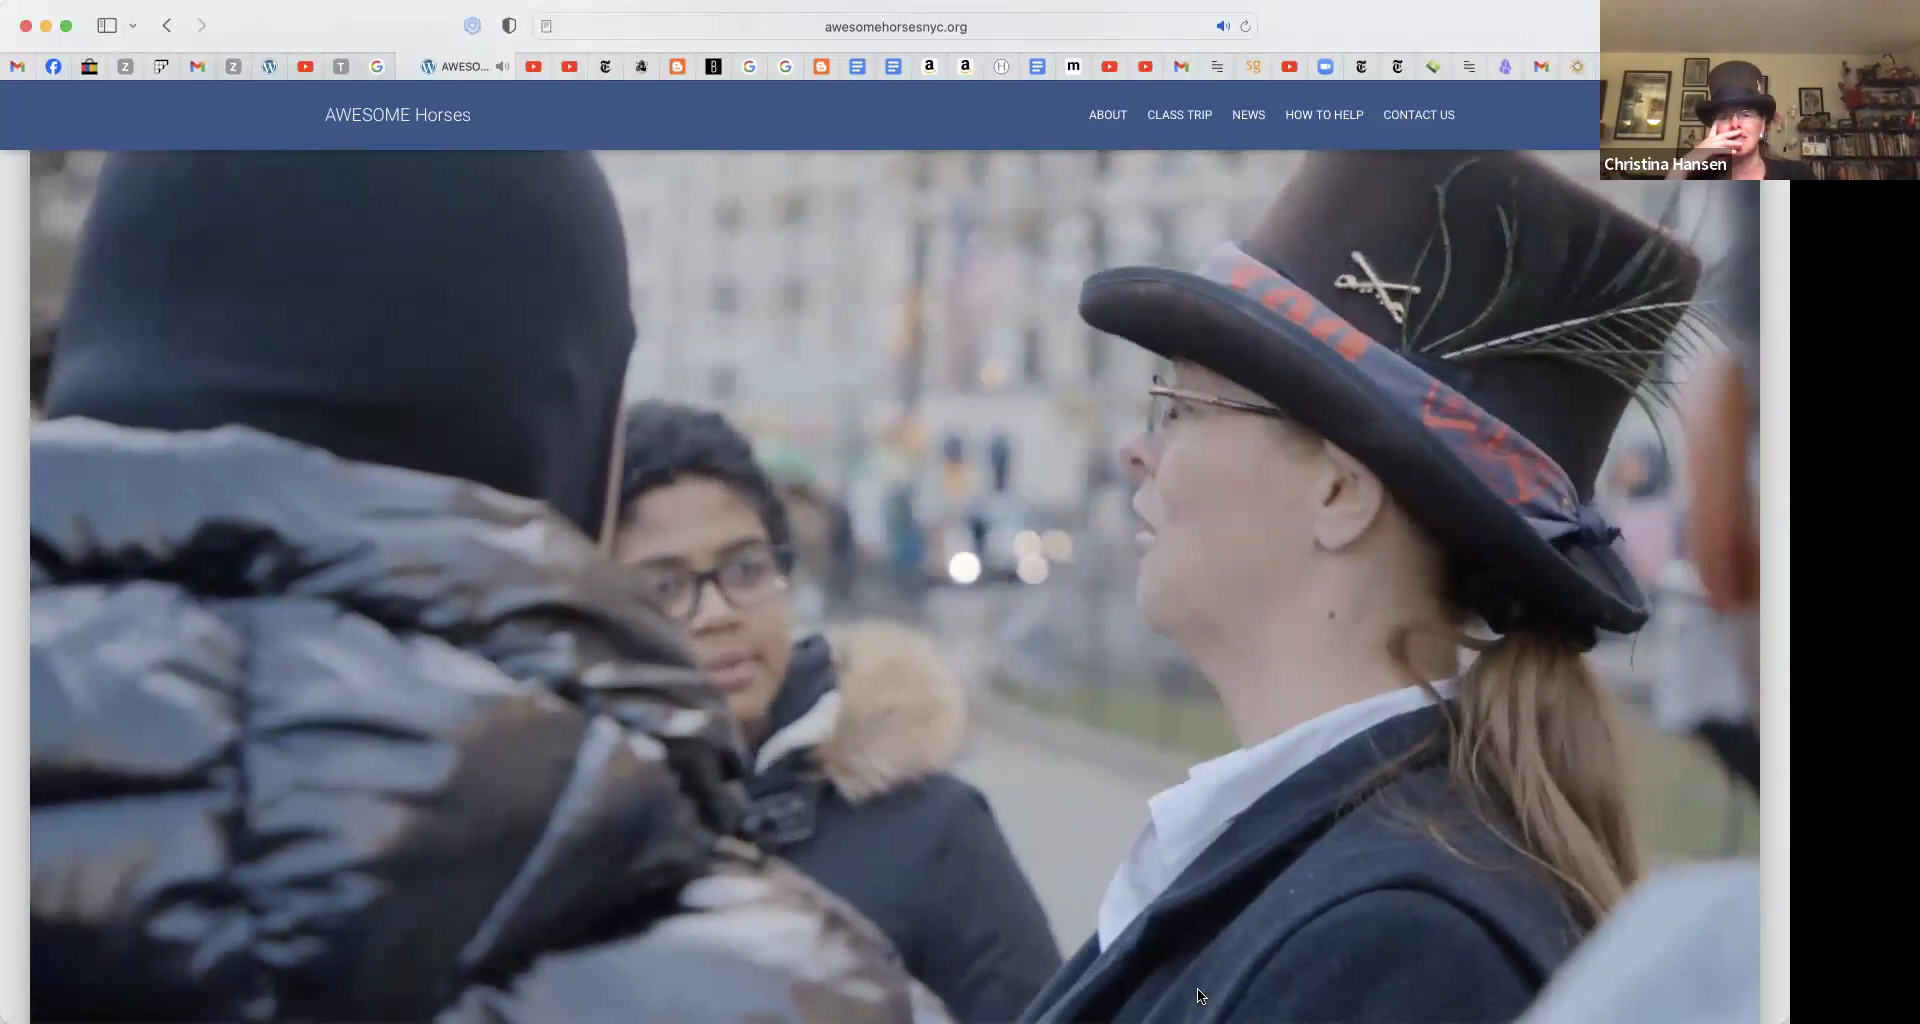 awesomehorsesnyc.org
AWESO...
AWESOME Horses
ABOUT CLASS TRIP NEWS HOW TO HELP CONTACT US
Christina Hansen